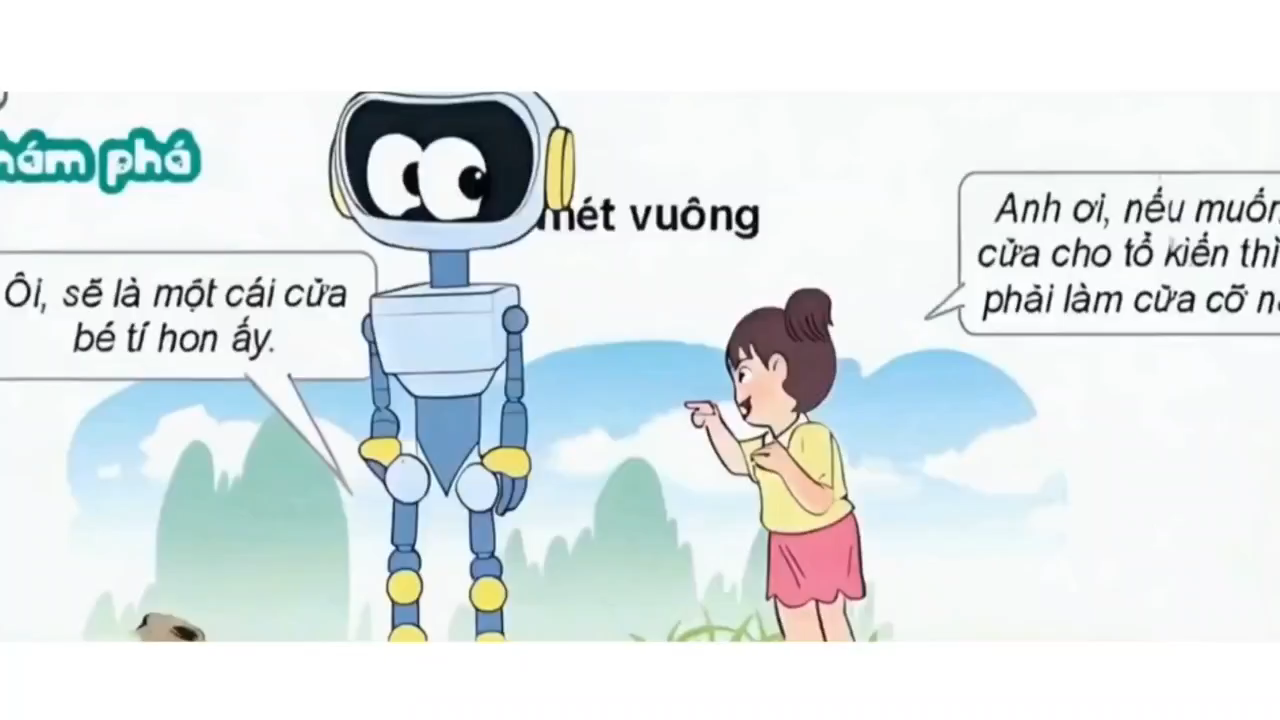 hám phá
mét vuông
Anh ơi, nếu muốn
cửa cho tổ kiến thì
phải làm cửa cỡ
Ôi, sẽ là một cái cửa
bé tí hon ấy.